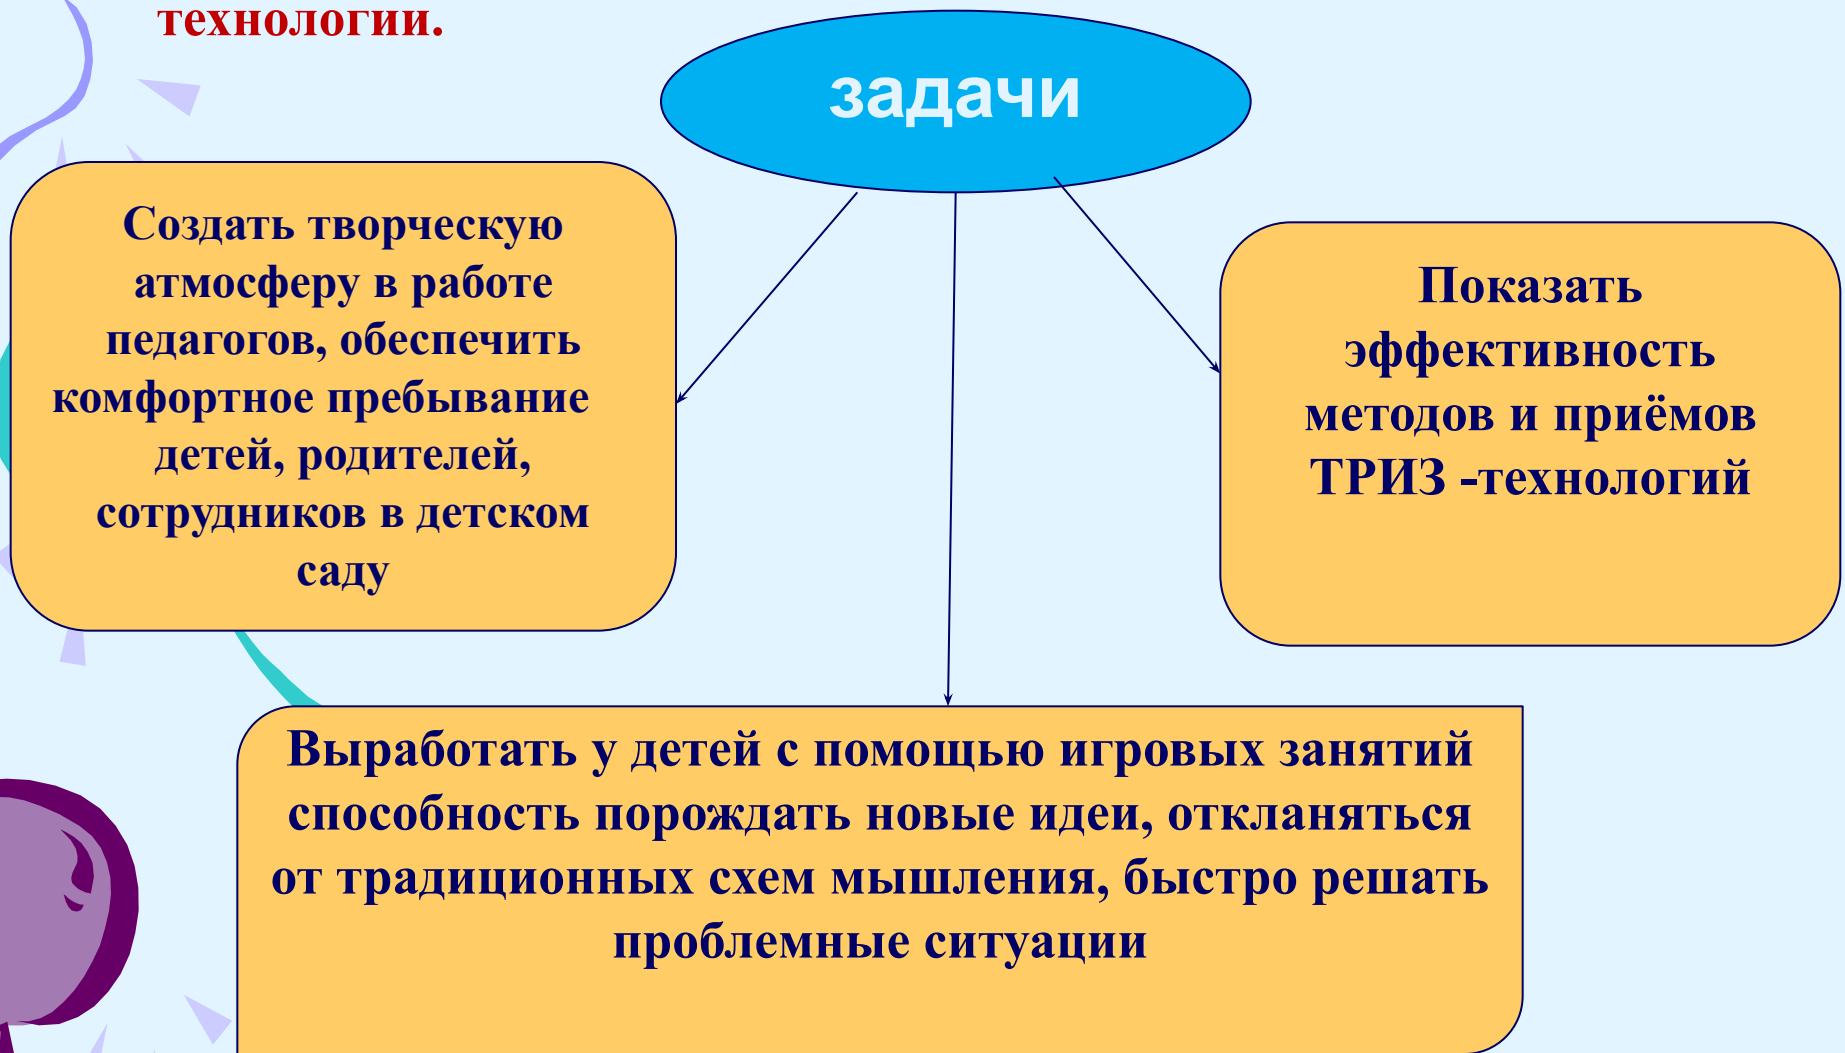 технологии.
задачи
Создать творческую
атмосферу в работе
педагогов, обеспечить
комфортное пребывание
детей, родителей,
сотрудников в детском
саду
Показать
эффективность
методов и приёмов
ТРИЗ -технологий
Выработать у детей с помощью игровых занятий
способность порождать новые идеи, откланяться
от традиционных схем мышления, быстро решать
проблемные ситуации